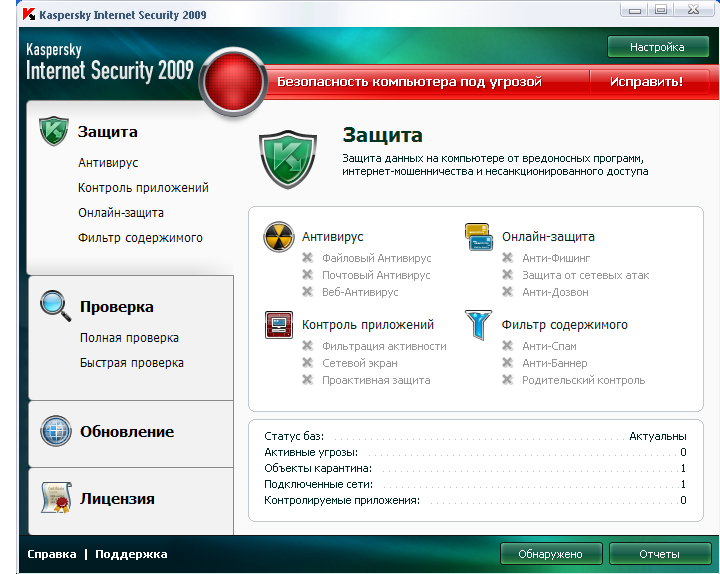 Kaspersky Internet Security 2009
Kaspersky
Internet Security 2009
Настройка
Безопасность компьютера под угрозой
Исправить!
Защита
Антивирус
Контроль приложений
Онлайн-защита
Фильтр содержимого
Проверка
Полная проверка
Быстрая проверка
Обновление
Лицензия
Защита
Защита данных на компьютере от вредоносных программ,
интернет-мошенничества и несанкционированного доступа
Антивирус
Файловый Антивирус
Почтовый Антивирус
Веб-Антивирус
Онлайн-защита
Анти-Фишинг
Защита от сетевых атак
Анти-Дозвон
Контроль приложений
Фильтрация активности
Сетевой экран
Проактивная защита
Фильтр содержимого
Анти-Спам
Анти-Баннер
Родительский контроль
Статус баз: Актуальны
Активные угрозы: 0
Объекты карантина: 1
Подключенные сети: 1
Контролируемые приложения: 0
Справка | Поддержка
Обнаружено
Отчеты